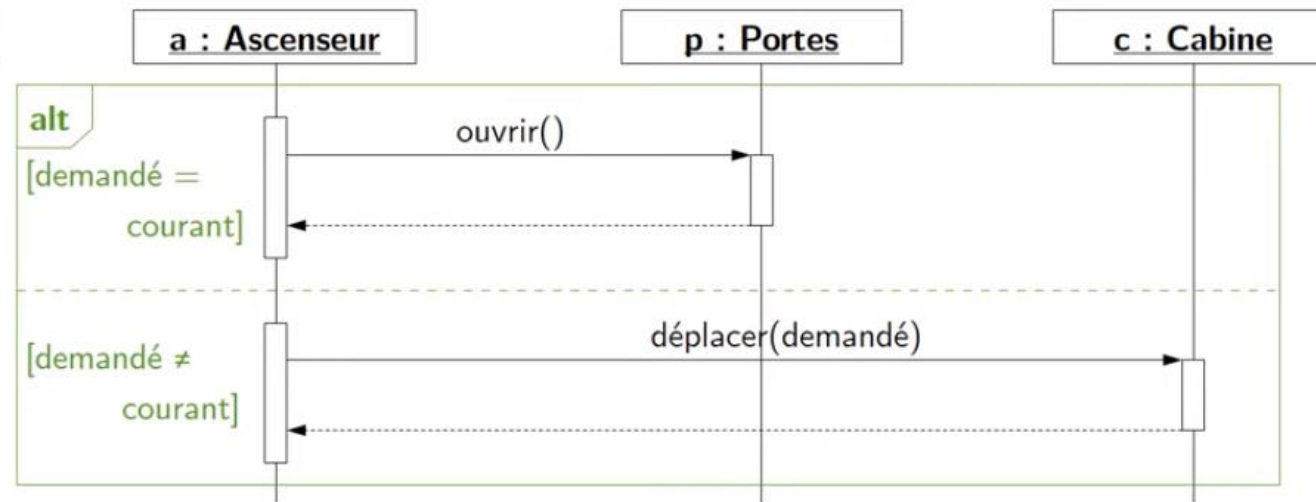 a : Ascenseur
p : Portes
c : Cabine
alt
ouvrir()
[demandé =
courant]
déplacer(demandé)
[demandé ≠
courant]